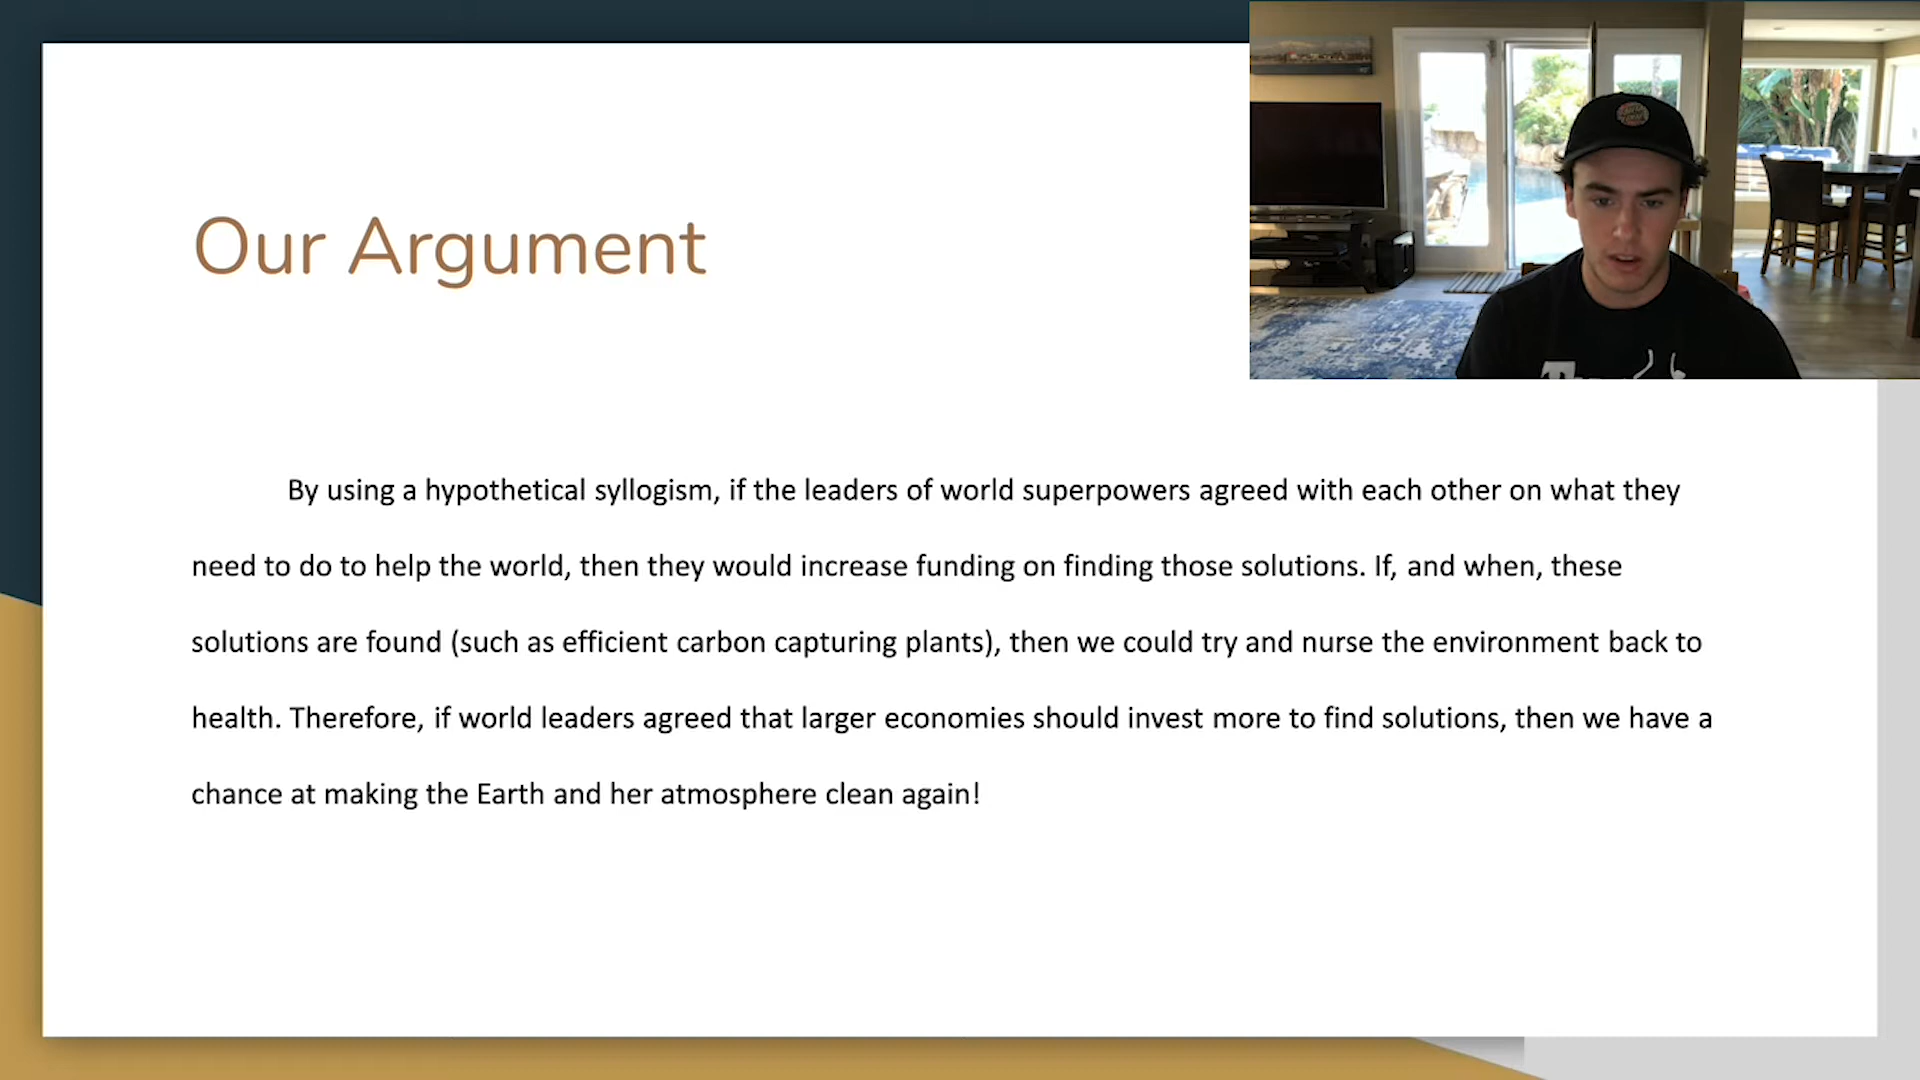 Our Argument
By using a hypothetical syllogism, if the leaders of world superpowers agreed with each other on what they
need to do to help the world, then they would increase funding on finding those solutions. If, and when, these
solutions are found (such as efficient carbon capturing plants), then we could try and nurse the environment back to
health. Therefore, if world leaders agreed that larger economies should invest more to find solutions, then we have a
chance at making the Earth and her atmosphere clean again!